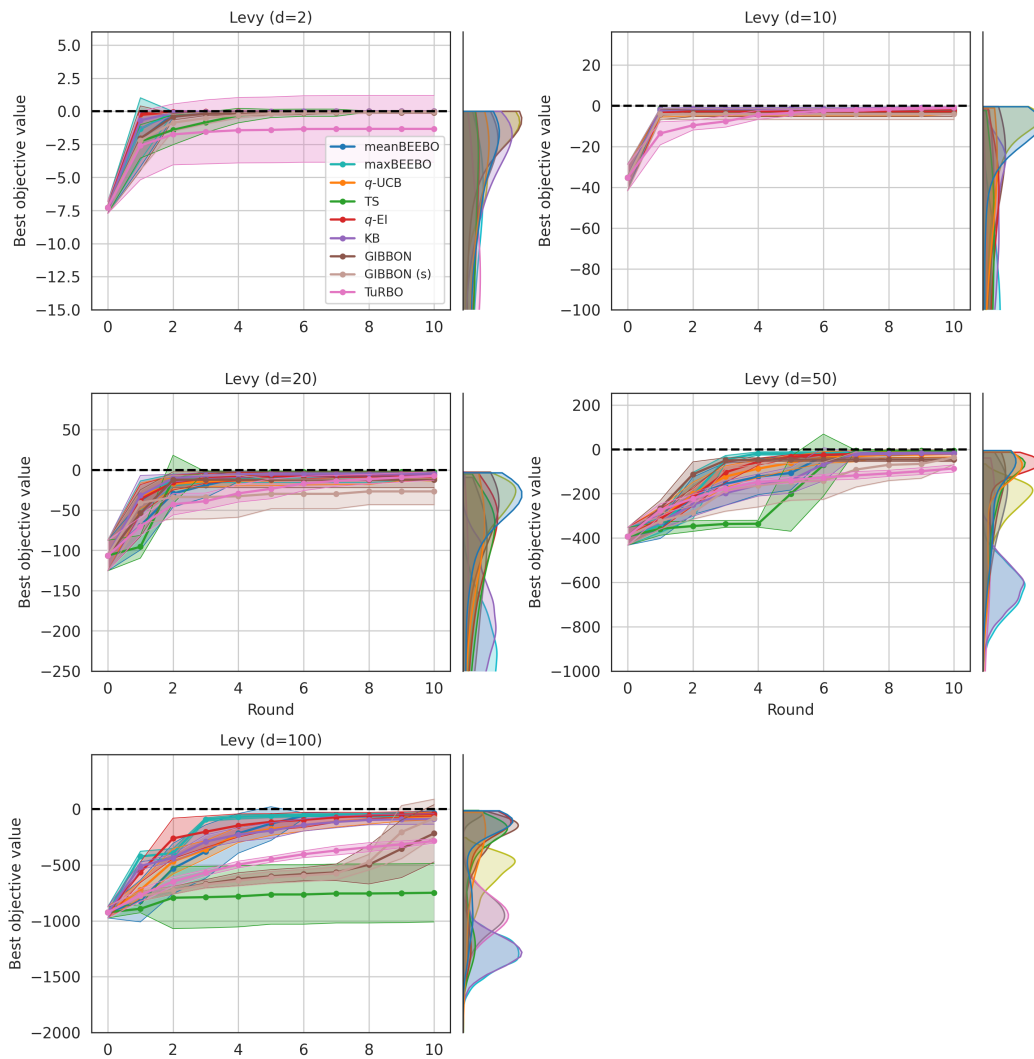 Levy (d=2)
Best objective value
5.0
2.5
0.0
−2.5
−5.0
−7.5
−10.0
−12.5
−15.0
0 2 4 6 8 10
meanBEEBO
maxBEEBO
q-UCB
TS
q-EI
KB
GIBBON
GIBBON (s)
TuRBO
Levy (d=10)
Best objective value
20
0
−20
−40
−60
−80
−100
0 2 4 6 8 10
Levy (d=20)
Best objective value
50
0
−50
−100
−150
−200
−250
0 2 4 6 8 10
Round
Levy (d=50)
Best objective value
200
0
−200
−400
−600
−800
−1000
0 2 4 6 8 10
Round
Levy (d=100)
Best objective value
0
−500
−1000
−1500
−2000
0 2 4 6 8 10